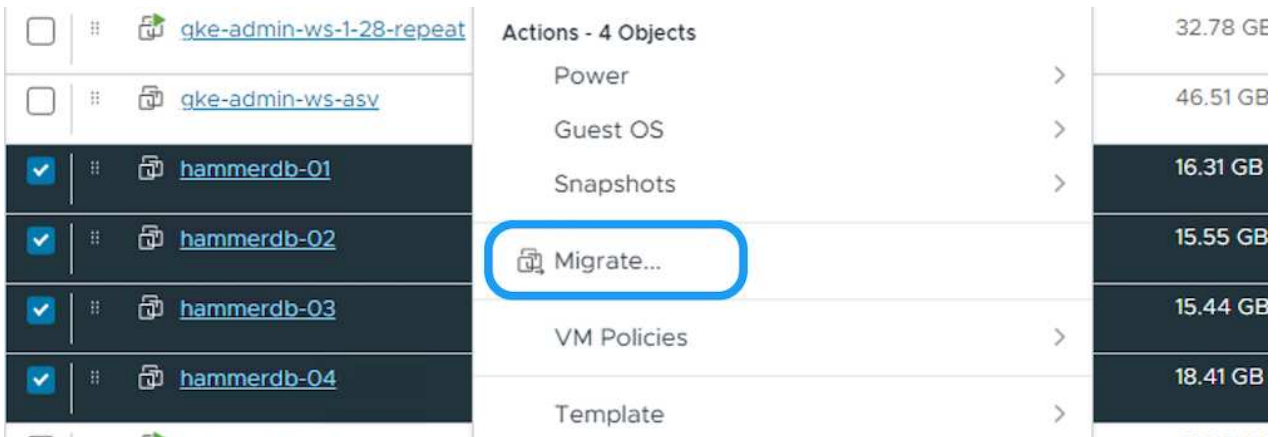 gke-admin-ws-1-28-repeat
32.78 GB
gke-admin-ws-asv
46.51 GB
hammerdb-01
16.31 GB
hammerdb-02
15.55 GB
hammerdb-03
15.44 GB
hammerdb-04
18.41 GB
Actions - 4 Objects
Power
Guest OS
Snapshots
Migrate...
VM Policies
Template